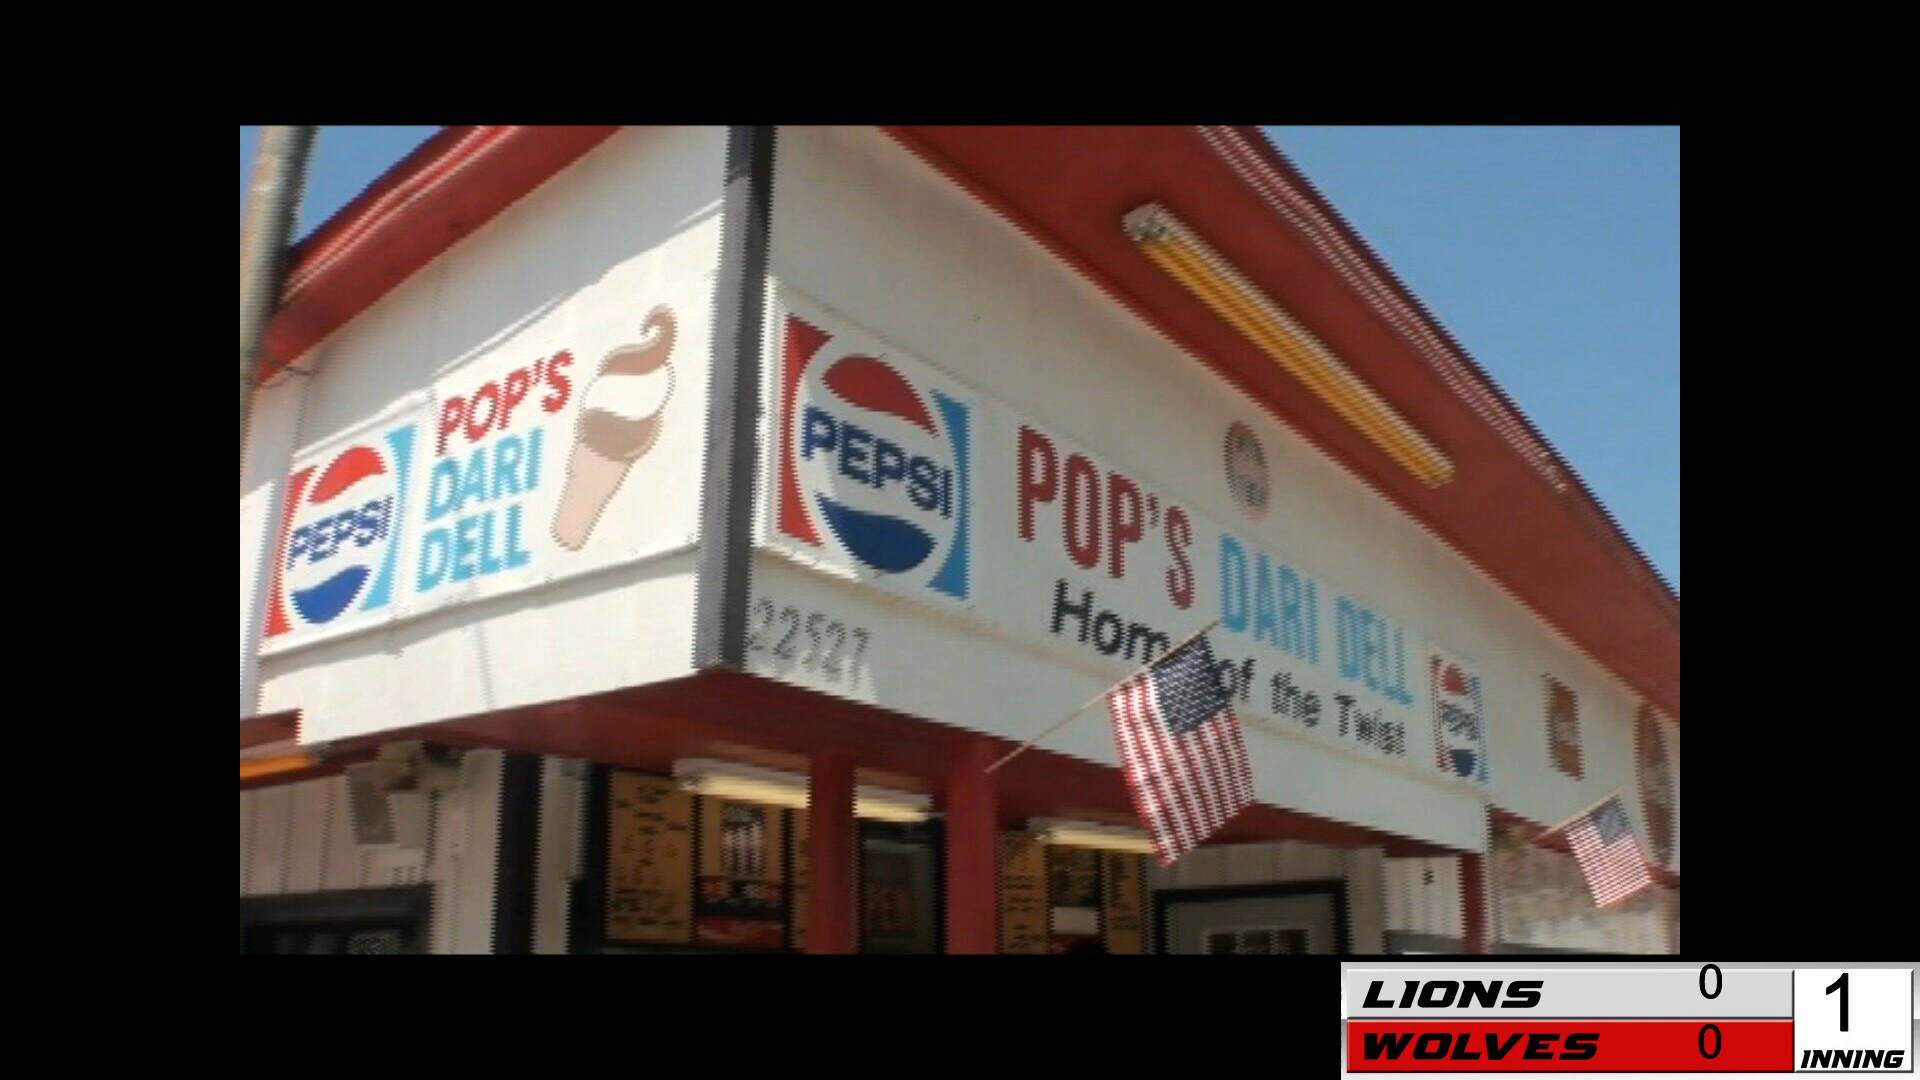 PEPSI
POP'S
DARI
DELL
PEPSI
POP'S DARI DELL
Home of the Twist
22527
PEPSI
LIONS 0
WOLVES 0
1
INNING